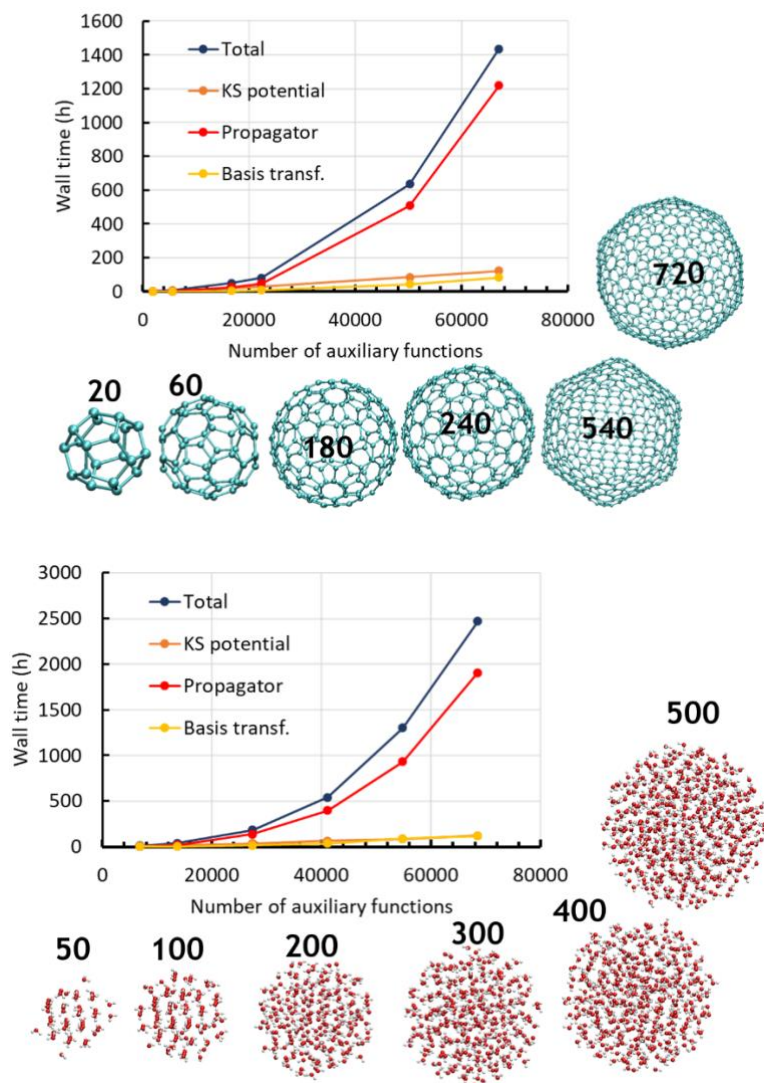 1600
1400
1200
1000
800
600
400
200
0
Wall time (h)
Total
KS potential
Propagator
Basis transf.
0 20000 40000 60000 80000
Number of auxiliary functions
720
20 60
180 240 540
3000
2500
2000
1500
1000
500
0
Wall time (h)
Total
KS potential
Propagator
Basis transf.
0 20000 40000 60000 80000
Number of auxiliary functions
500
50 100 200 300 400